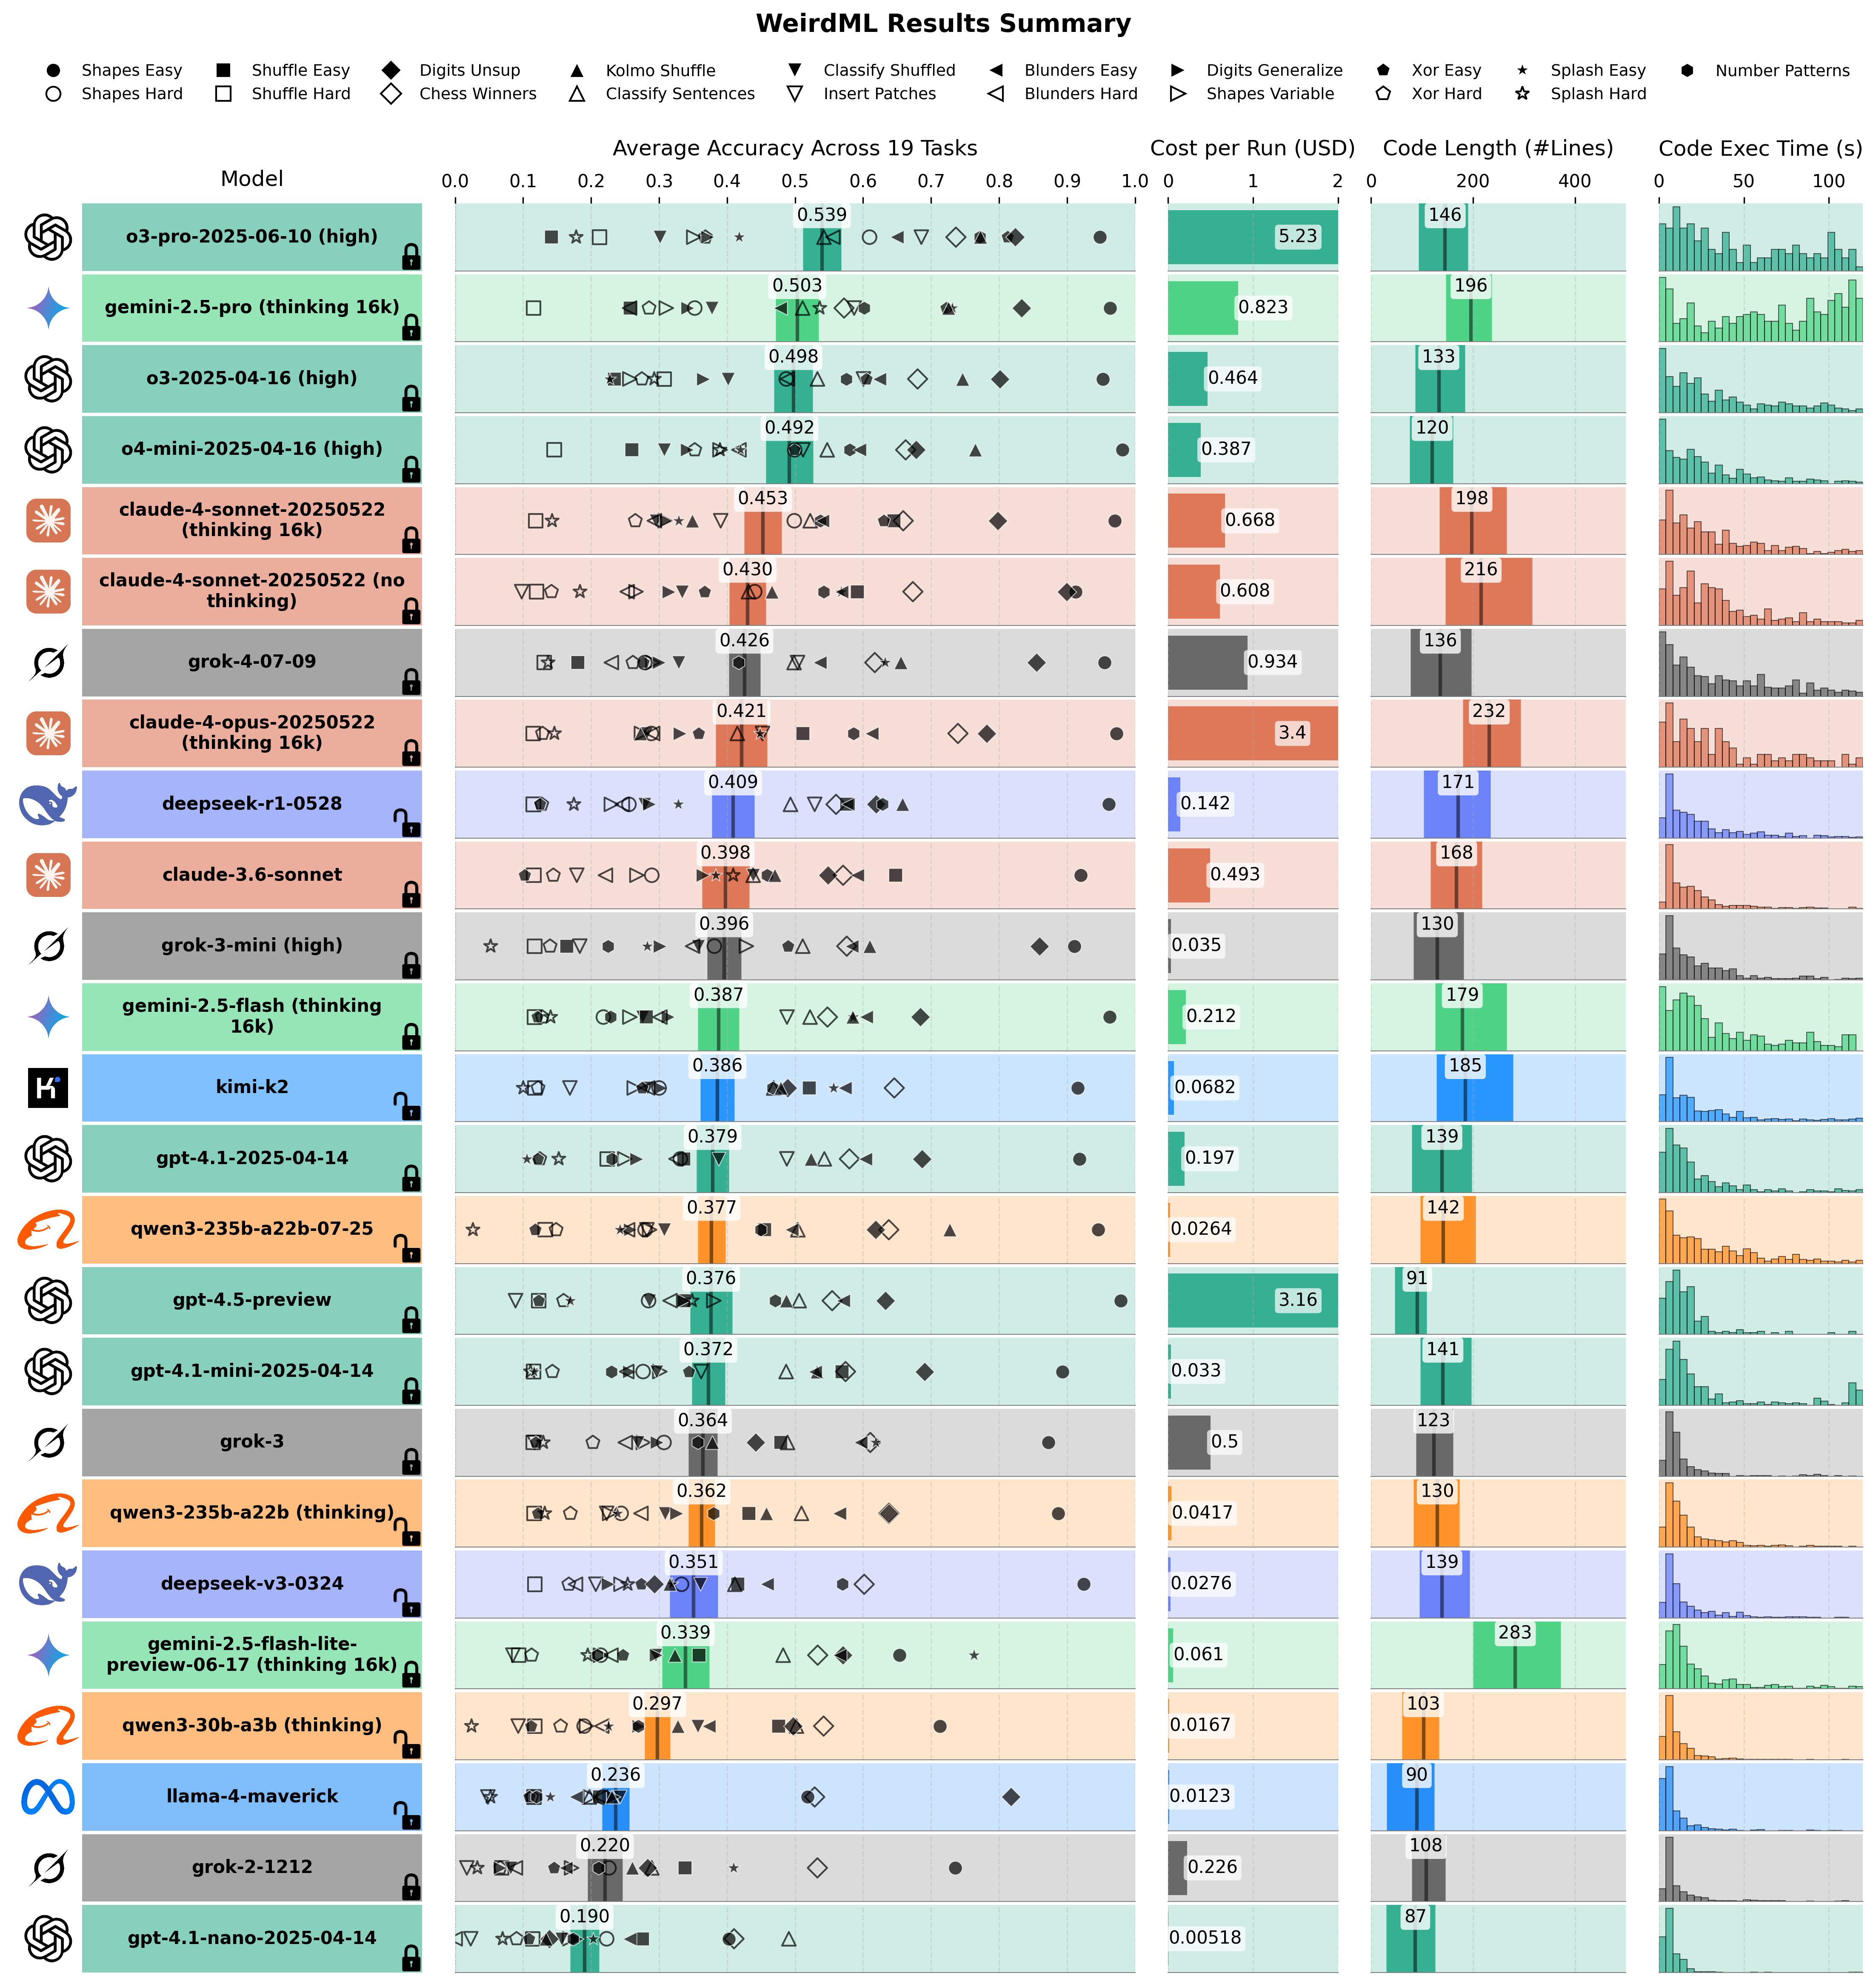 WeirdML Results Summary
Shapes Easy Shuffle Easy Digits Unsup Kolmo Shuffle Classify Shuffled Blunders Easy Digits Generalize Xor Easy Splash Easy Number Patterns
Shapes Hard Shuffle Hard Chess Winners Classify Sentences Insert Patches Blunders Hard Shapes Variable Xor Hard Splash Hard
Model Average Accuracy Across 19 Tasks Cost per Run (USD) Code Length (#Lines) Code Exec Time (s)
0.0 0.1 0.2 0.3 0.4 0.5 0.6 0.7 0.8 0.9 1.0 0 1 2 0 200 400 0 50 100
o3-pro-2025-06-10 (high) 0.539 5.23 146
gemini-2.5-pro (thinking 16k) 0.503 0.823 196
o3-2025-04-16 (high) 0.498 0.464 133
o4-mini-2025-04-16 (high) 0.492 0.387 120
claude-4-sonnet-20250522
(thinking 16k) 0.453 0.668 198
claude-4-sonnet-20250522 (no
thinking) 0.430 0.608 216
grok-4-07-09 0.426 0.934 136
claude-4-opus-20250522
(thinking 16k) 0.421 3.4 232
deepseek-r1-0528 0.409 0.142 171
claude-3.6-sonnet 0.398 0.493 168
grok-3-mini (high) 0.396 0.035 130
gemini-2.5-flash (thinking
16k) 0.387 0.212 179
kimi-k2 0.386 0.0682 185
gpt-4.1-2025-04-14 0.379 0.197 139
qwen3-235b-a22b-07-25 0.377 0.0264 142
gpt-4.5-preview 0.376 3.16 91
gpt-4.1-mini-2025-04-14 0.372 0.033 141
grok-3 0.364 0.5 123
qwen3-235b-a22b (thinking) 0.362 0.0417 130
deepseek-v3-0324 0.351 0.0276 139
gemini-2.5-flash-lite-
preview-06-17 (thinking 16k) 0.339 0.061 283
qwen3-30b-a3b (thinking) 0.297 0.0167 103
llama-4-maverick 0.236 0.0123 90
grok-2-1212 0.220 0.226 108
gpt-4.1-nano-2025-04-14 0.190 0.00518 87